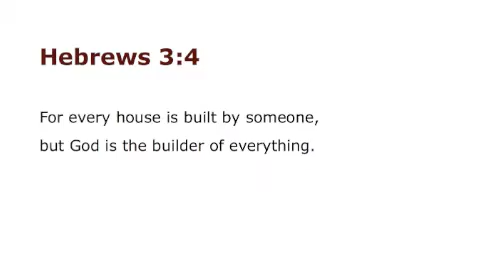 Hebrews 3:4
For every house is built by someone,
but God is the builder of everything.